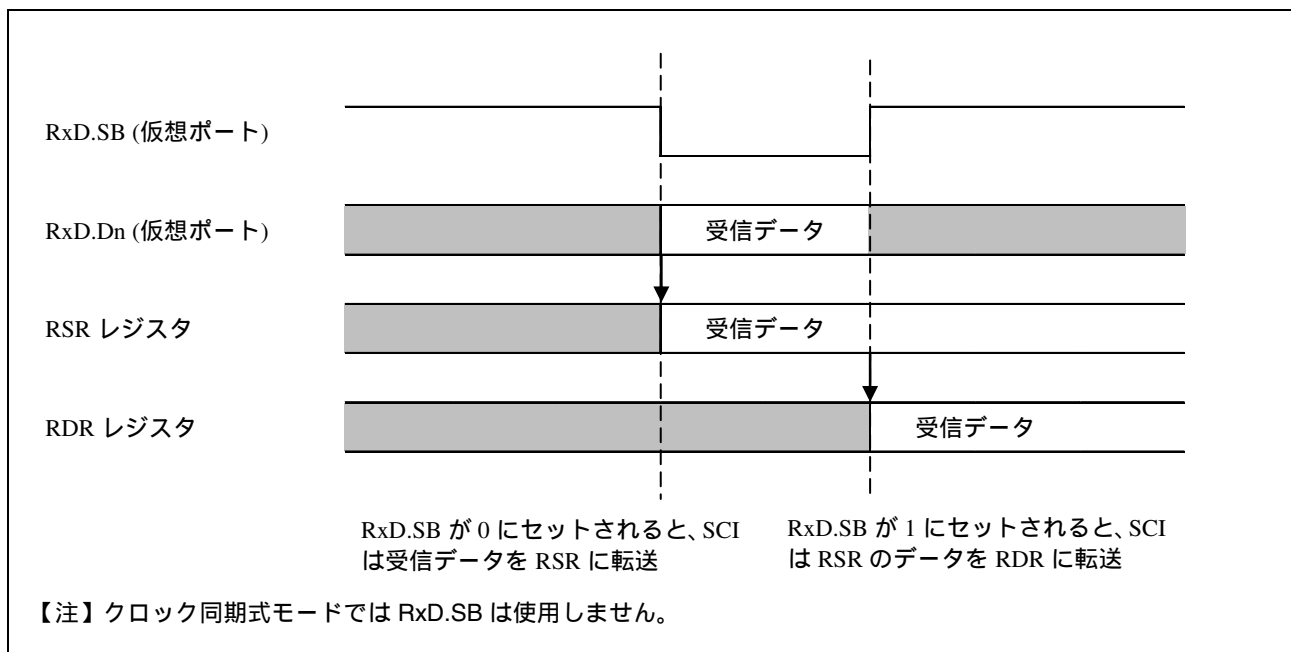 RxD.SB (仮想ポート)
RxD.Dn (仮想ポート)
受信データ
RSR レジスタ
受信データ
RDR レジスタ
受信データ
RxD.SB が 0 にセットされると、SCI
は受信データを RSR に転送
RxD.SB が 1 にセットされると、SCI
は RSR のデータを RDR に転送
【注】クロック同期式モードでは RxD.SB は使用しません。